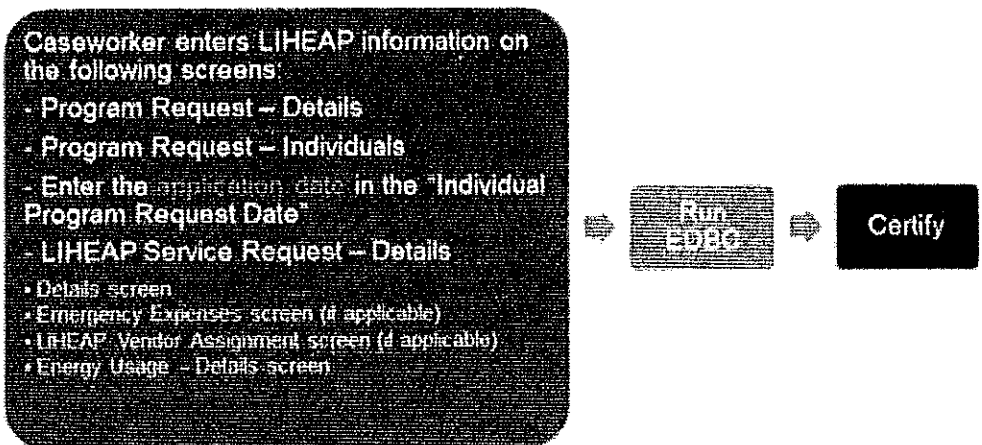 Caseworker enters LIHEAP information on
the following screens:
- Program Request – Details
- Program Request – Individuals
- Enter the application date in the "Individual
Program Request Date"
- LIHEAP Service Request – Details
• Details screen
• Emergency Expenses screen (if applicable)
• LIHEAP Vendor Assignment screen (if applicable)
• Energy Usage – Details screen
Run
EDBC
Certify